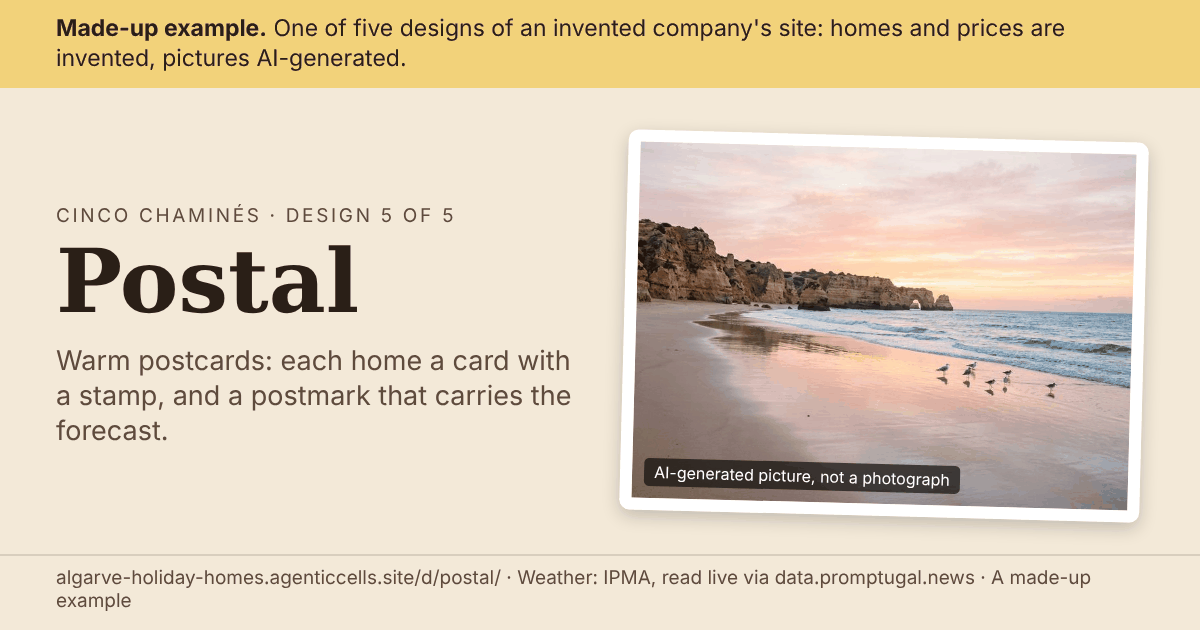 Made-up example. One of five designs of an invented company's site: homes and prices are
invented, pictures AI-generated.
CINCO CHAMINÉS · DESIGN 5 OF 5
Postal
Warm postcards: each home a card with
a stamp, and a postmark that carries the
forecast.
AI-generated picture, not a photograph
algarve-holiday-homes.agenticcells.site/d/postal/ · Weather: IPMA, read live via data.promptugal.news · A made-up
example